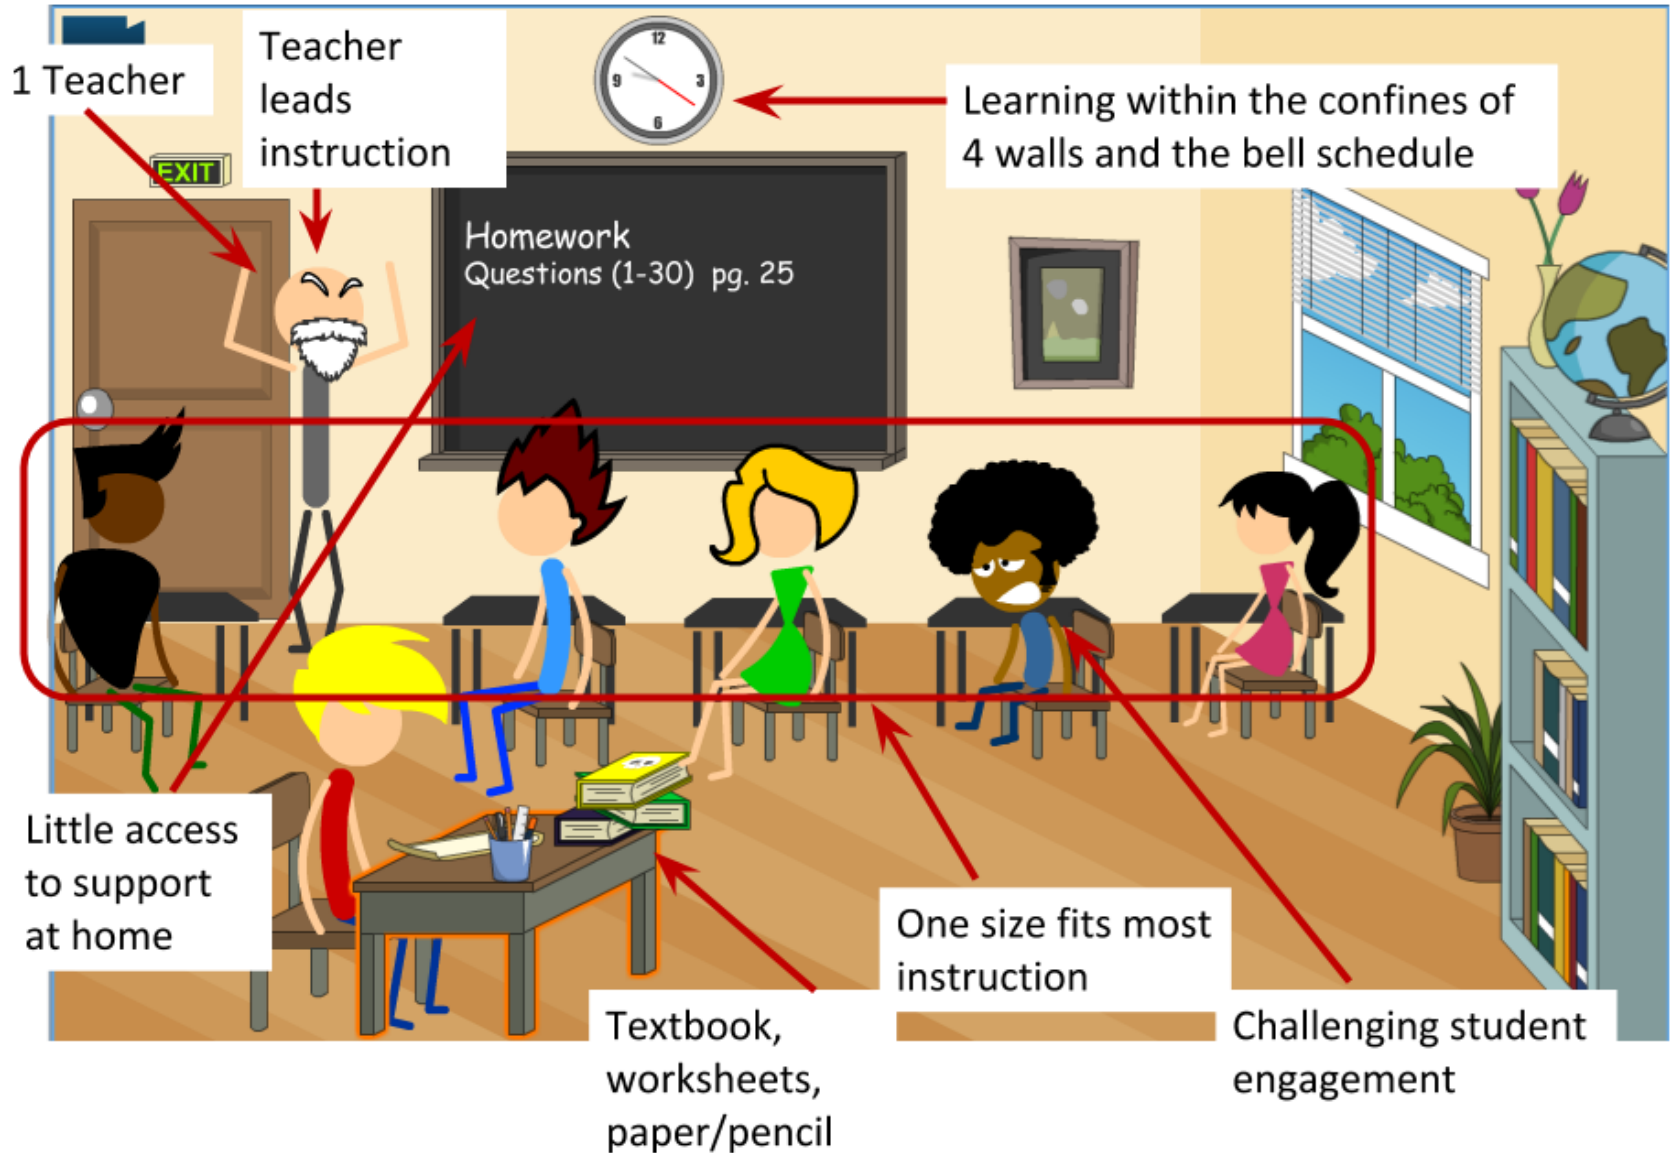 1 Teacher
Teacher
leads
instruction
12
9
3
6
Learning within the confines of
4 walls and the bell schedule
EXIT
Homework
Questions (1-30) pg. 25
Little access
to support
at home
One size fits most
instruction
Textbook,
worksheets,
paper/pencil
Challenging student
engagement